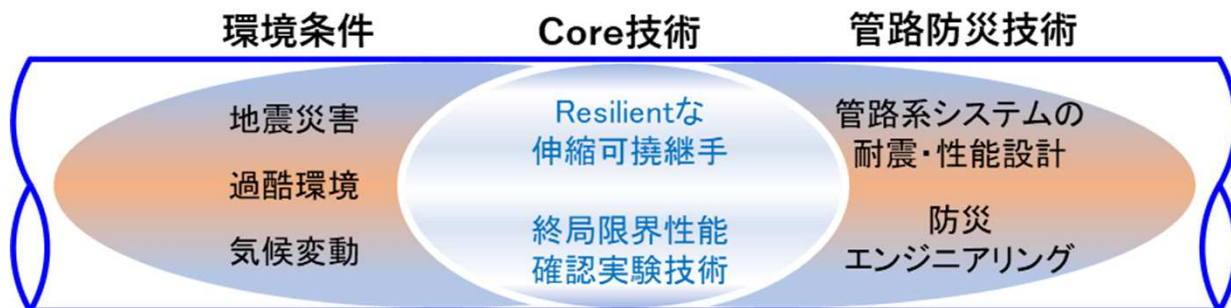 環境条件
Core技術
管路防災技術
地震災害
過酷環境
気候変動
Resilientな
伸縮可撓継手
終局限界性能
確認実験技術
管路系システムの
耐震・性能設計
防災
エンジニアリング